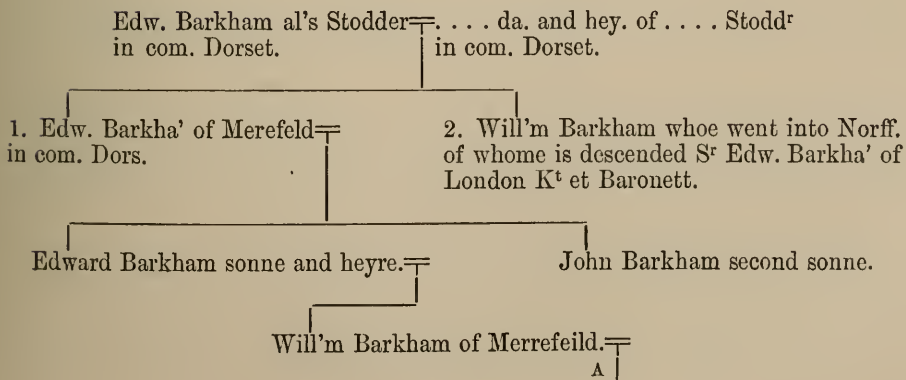 Edw. Barkham al's Stodder=. . . . da. and hey. of . . . . Stoddʳ
in com. Dorset. in com. Dorset.
1. Edw. Barkha' of Merefeld=
in com. Dors.
2. Will'm Barkham whoe went into Norff.
of whome is descended Sʳ Edw. Barkha' of
London Kᵗ et Baronett.
Edward Barkham sonne and heyre.=
John Barkham second sonne.
Will'm Barkham of Merrefeild.=
A